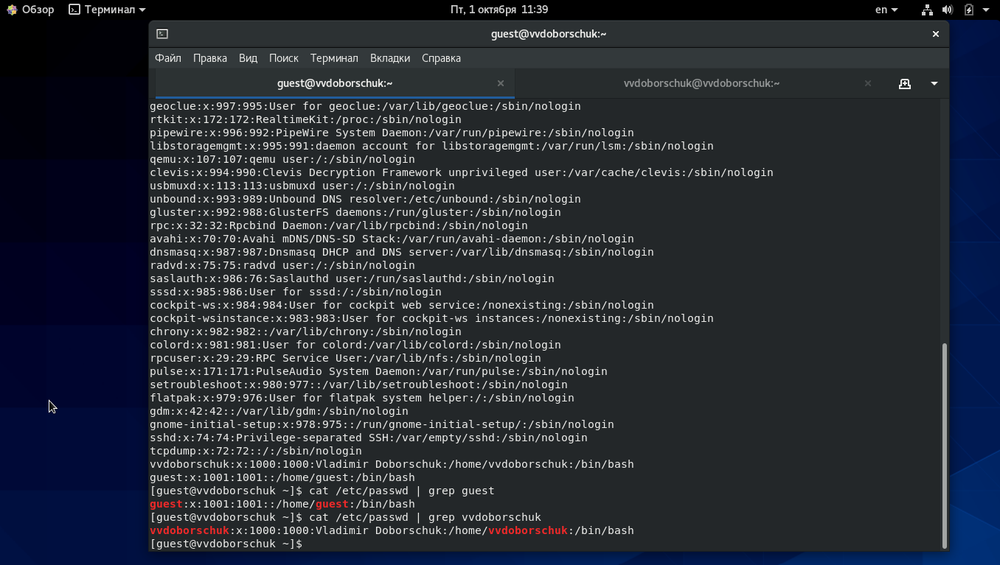 Обзор Терминал Пт, 1 октября 11:39 en
guest@vvdoborschuk:~
Файл Правка Вид Поиск Терминал Вкладки Справка
guest@vvdoborschuk:~ vvdoborschuk@vvdoborschuk:~
geoclue:x:997:995:User for geoclue:/var/lib/geoclue:/sbin/nologin
rtkit:x:172:172:RealtimeKit:/proc:/sbin/nologin
pipewire:x:996:992:PipeWire System Daemon:/var/run/pipewire:/sbin/nologin
libstoragemgmt:x:995:991:daemon account for libstoragemgmt:/var/run/lsm:/sbin/nologin
qemu:x:107:107:qemu user:/:/sbin/nologin
clevis:x:994:990:Clevis Decryption Framework unprivileged user:/var/cache/clevis:/sbin/nologin
usbmuxd:x:113:113:usbmuxd user:/:/sbin/nologin
unbound:x:993:989:Unbound DNS resolver:/etc/unbound:/sbin/nologin
gluster:x:992:988:GlusterFS daemons:/run/gluster:/sbin/nologin
rpc:x:32:32:Rpcbind Daemon:/var/lib/rpcbind:/sbin/nologin
avahi:x:70:70:Avahi mDNS/DNS-SD Stack:/var/run/avahi-daemon:/sbin/nologin
dnsmasq:x:987:987:Dnsmasq DHCP and DNS server:/var/lib/dnsmasq:/sbin/nologin
radvd:x:75:75:radvd user:/:/sbin/nologin
saslauth:x:986:76:Saslauthd user:/run/saslauthd:/sbin/nologin
sssd:x:985:986:User for sssd:/:/sbin/nologin
cockpit-ws:x:984:984:User for cockpit web service:/nonexisting:/sbin/nologin
cockpit-wsinstance:x:983:983:User for cockpit-ws instances:/nonexisting:/sbin/nologin
chrony:x:982:982::/var/lib/chrony:/sbin/nologin
colord:x:981:981:User for colord:/var/lib/colord:/sbin/nologin
rpcuser:x:29:29:RPC Service User:/var/lib/nfs:/sbin/nologin
pulse:x:171:171:PulseAudio System Daemon:/var/run/pulse:/sbin/nologin
setroubleshoot:x:980:977::/var/lib/setroubleshoot:/sbin/nologin
flatpak:x:979:976:User for flatpak system helper:/:/sbin/nologin
gdm:x:42:42::/var/lib/gdm:/sbin/nologin
gnome-initial-setup:x:978:975::/run/gnome-initial-setup/:/sbin/nologin
sshd:x:74:74:Privilege-separated SSH:/var/empty/sshd:/sbin/nologin
tcpdump:x:72:72::/:/sbin/nologin
vvdoborschuk:x:1000:1000:Vladimir Doborschuk:/home/vvdoborschuk:/bin/bash
guest:x:1001:1001::/home/guest:/bin/bash
[guest@vvdoborschuk ~]$ cat /etc/passwd | grep guest
guest:x:1001:1001::/home/guest:/bin/bash
[guest@vvdoborschuk ~]$ cat /etc/passwd | grep vvdoborschuk
vvdoborschuk:x:1000:1000:Vladimir Doborschuk:/home/vvdoborschuk:/bin/bash
[guest@vvdoborschuk ~]$